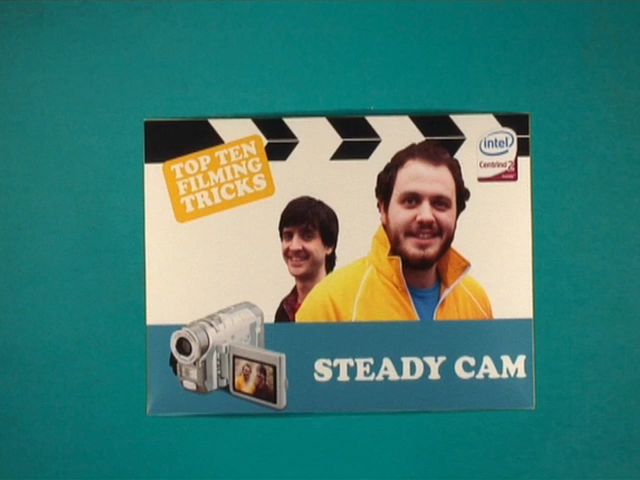 TOP TEN
FILMING
TRICKS
intel
Centrino 2
STEADY CAM